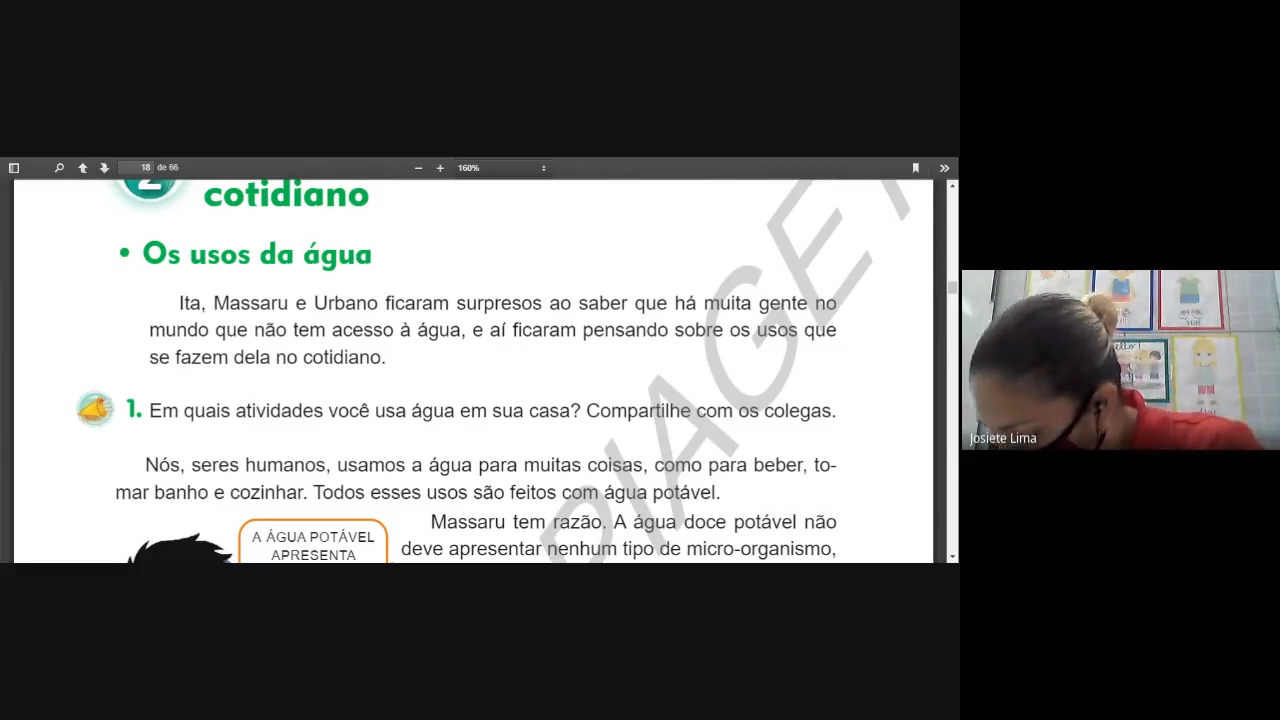 18 de 66
160%
2
cotidiano
• Os usos da água
Ita, Massaru e Urbano ficaram surpresos ao saber que há muita gente no
mundo que não tem acesso à água, e aí ficaram pensando sobre os usos que
se fazem dela no cotidiano.
1. Em quais atividades você usa água em sua casa? Compartilhe com os colegas.
Nós, seres humanos, usamos a água para muitas coisas, como para beber, to-
mar banho e cozinhar. Todos esses usos são feitos com água potável.
Massaru tem razão. A água doce potável não
deve apresentar nenhum tipo de micro-organismo,
A ÁGUA POTÁVEL
APRESENTA
DIAGE
Josiete Lima